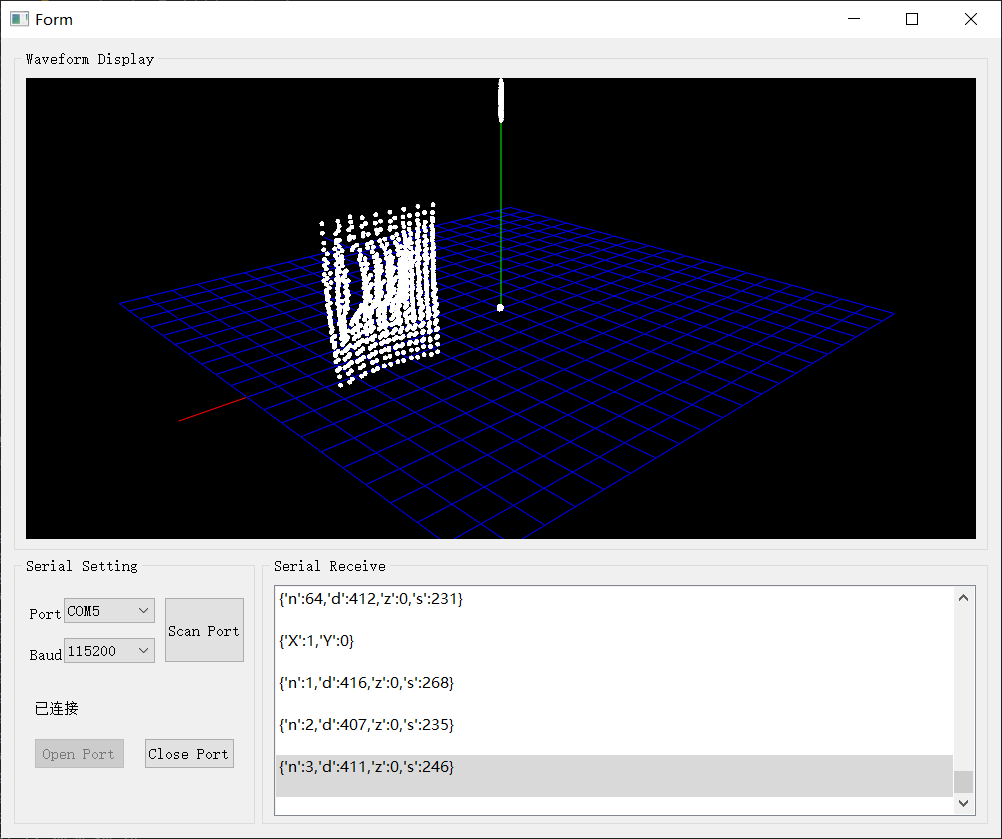 Form
Waveform Display
Serial Setting
Port COM5
Scan Port
Baud 115200
已连接
Open Port
Close Port
Serial Receive
{'n':64,'d':412,'z':0,'s':231}
{'X':1,'Y':0}
{'n':1,'d':416,'z':0,'s':268}
{'n':2,'d':407,'z':0,'s':235}
{'n':3,'d':411,'z':0,'s':246}